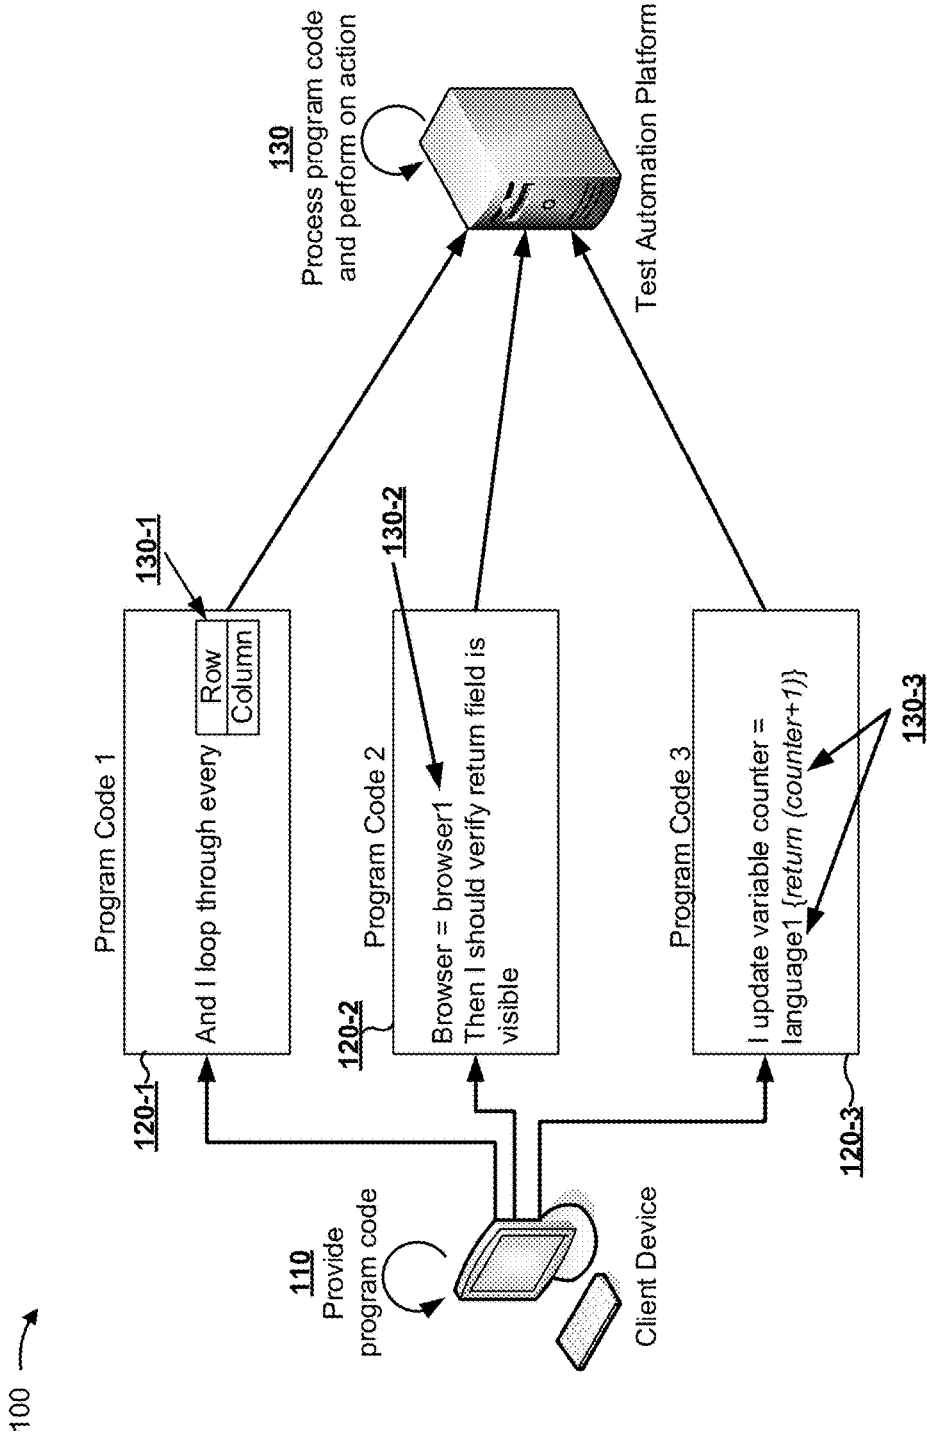 100
110
Provide
program code
Client Device
120-1
Program Code 1
And I loop through every
Row
Column
130-1
120-2
Program Code 2
Browser = browser1
Then I should verify return field is
visible
130-2
120-3
Program Code 3
I update variable counter =
language1 {return (counter+1)}
130-3
130
Process program code
and perform on action
Test Automation Platform